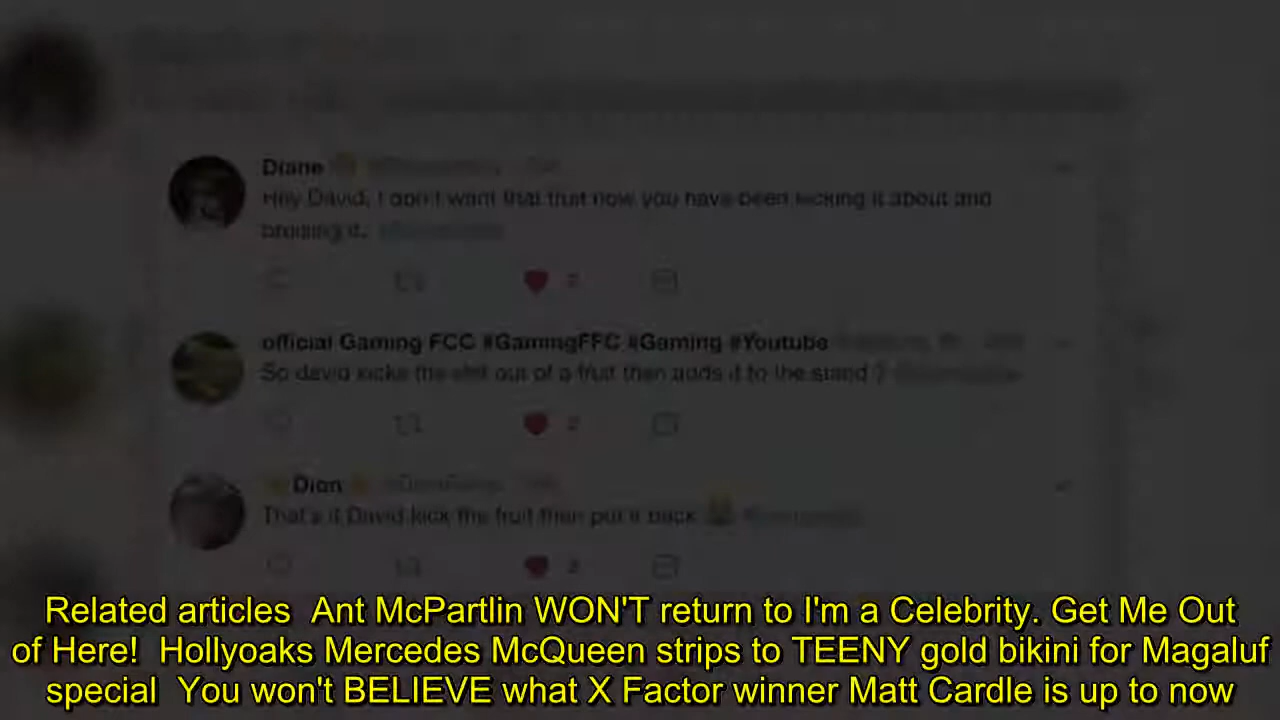 Diane
Hey David, I don't want that fruit now you have been kicking it about and
bruising it.
official Gaming FCC #GamingFFC #Gaming #Youtube
So david kicks the shit out of a fruit then adds it to the stand ?
Dion
That's it David kick the fruit then put it back
Related articles Ant McPartlin WON'T return to I'm a Celebrity. Get Me Out
of Here! Hollyoaks Mercedes McQueen strips to TEENY gold bikini for Magaluf
special You won't BELIEVE what X Factor winner Matt Cardle is up to now